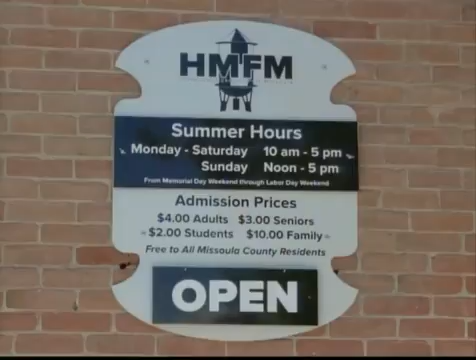 HMFM
Summer Hours
Monday - Saturday 10 am - 5 pm
Sunday Noon - 5 pm
From Memorial Day Weekend through Labor Day Weekend
Admission Prices
$4.00 Adults $3.00 Seniors
$2.00 Students $10.00 Family
Free to All Missoula County Residents
OPEN